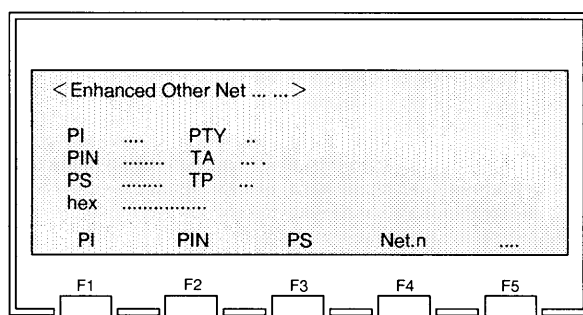 < Enhanced Other Net ... ... >
PI .... PTY ..
PIN ........ TA ... .
PS ........ TP ...
hex ................
PI PIN PS Net.n ....
F1 F2 F3 F4 F5